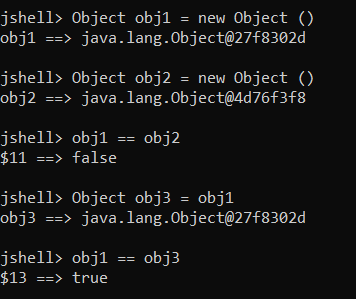 jshell> Object obj1 = new Object ()
obj1 ==> java.lang.Object@27f8302d
jshell> Object obj2 = new Object ()
obj2 ==> java.lang.Object@4d76f3f8
jshell> obj1 == obj2
$11 ==> false
jshell> Object obj3 = obj1
obj3 ==> java.lang.Object@27f8302d
jshell> obj1 == obj3
$13 ==> true